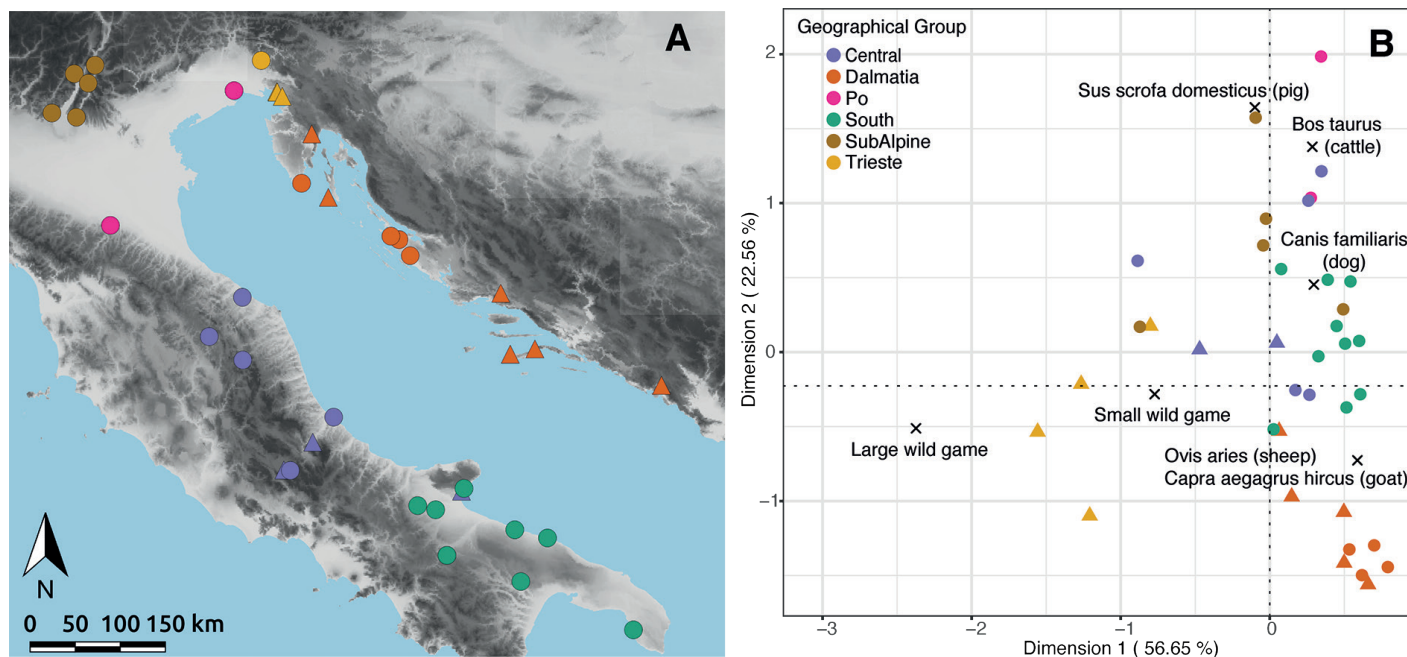 A
N
0 50 100 150 km
B
Geographical Group
Central
Dalmatia
Po
South
SubAlpine
Trieste
Sus scrofa domesticus (pig)
Bos taurus
(cattle)
Canis familiaris
(dog)
Small wild game
Large wild game
Ovis aries (sheep)
Capra aegagrus hircus (goat)
2
1
0
−1
Dimension 2 ( 22.56 %)
−3 −2 −1 0
Dimension 1 ( 56.65 %)